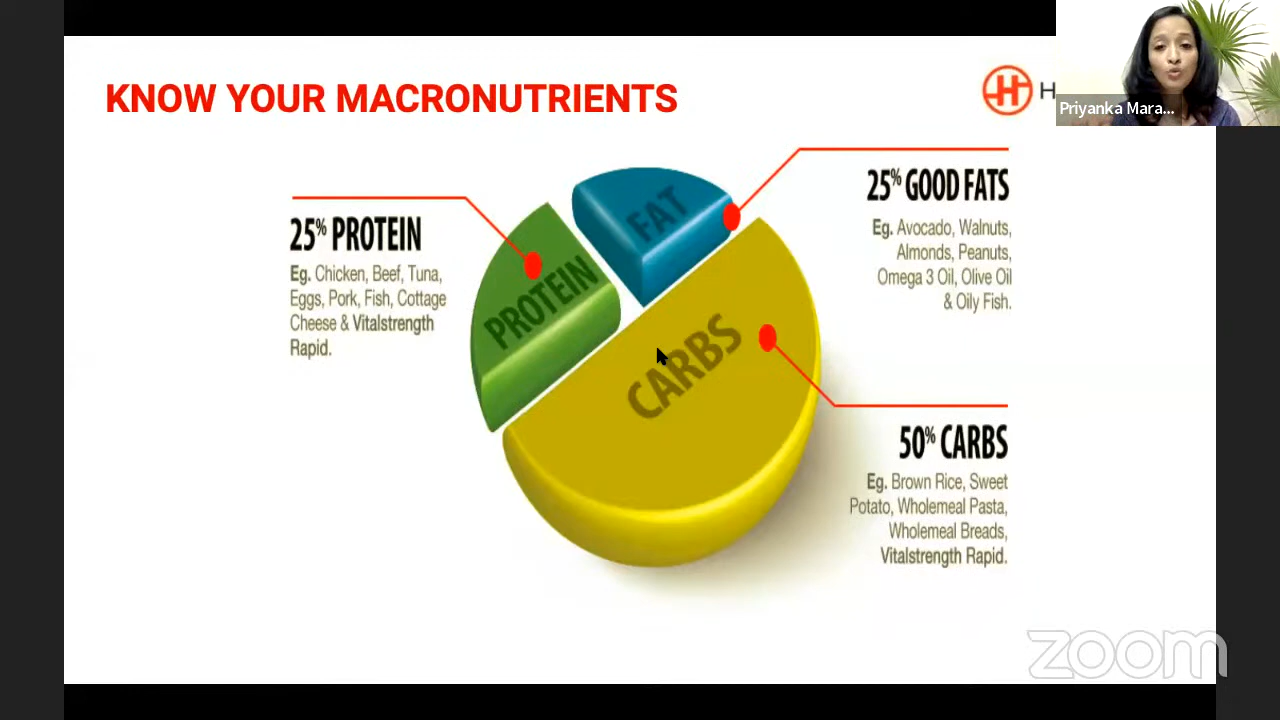 KNOW YOUR MACRONUTRIENTS
H
Priyanka Mara...
25% PROTEIN
Eg. Chicken, Beef, Tuna,
Eggs, Pork, Fish, Cottage
Cheese & Vitalstrength
Rapid.
FAT
PROTEIN
CARBS
25% GOOD FATS
Eg. Avocado, Walnuts,
Almonds, Peanuts,
Omega 3 Oil, Olive Oil
& Oily Fish.
50% CARBS
Eg. Brown Rice, Sweet
Potato, Wholemeal Pasta,
Wholemeal Breads,
Vitalstrength Rapid.
zoom